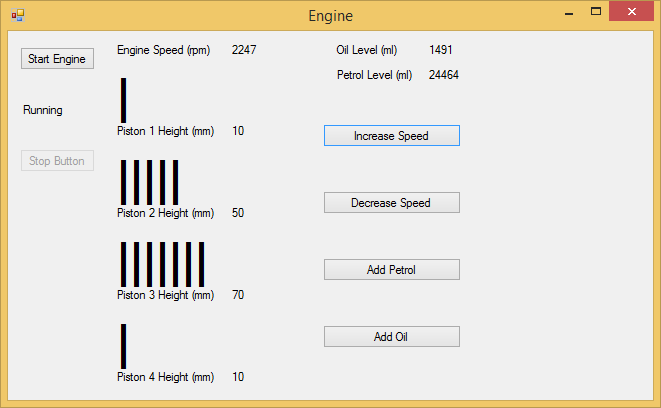 Engine
Start Engine
Engine Speed (rpm) 2247
Oil Level (ml) 1491
Petrol Level (ml) 24464
Running
Piston 1 Height (mm) 10
Increase Speed
Stop Button
Piston 2 Height (mm) 50
Decrease Speed
Add Petrol
Piston 3 Height (mm) 70
Add Oil
Piston 4 Height (mm) 10